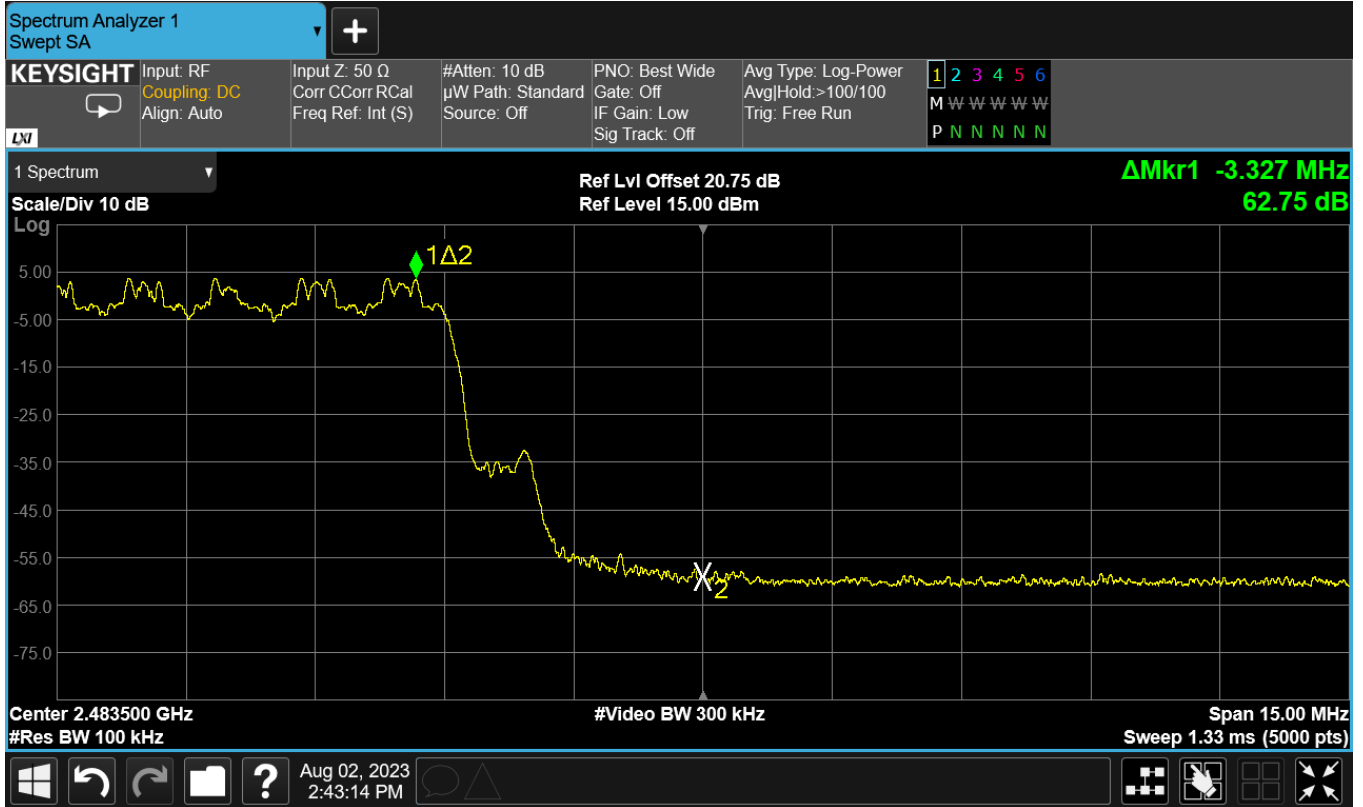 Spectrum Analyzer 1
Swept SA
KEYSIGHT
LXI
Input: RF
Coupling: DC
Align: Auto
Input Z: 50 Ω
Corr CCorr RCal
Freq Ref: Int (S)
#Atten: 10 dB
µW Path: Standard
Source: Off
PNO: Best Wide
Gate: Off
IF Gain: Low
Sig Track: Off
Avg Type: Log-Power
Avg|Hold:>100/100
Trig: Free Run
1 2 3 4 5 6
M W W W W W W
P N N N N N N
1 Spectrum
Scale/Div 10 dB
Log
Ref Lvl Offset 20.75 dB
Ref Level 15.00 dBm
ΔMkr1 -3.327 MHz
62.75 dB
1Δ2
5.00
-5.00
-15.0
-25.0
-35.0
-45.0
-55.0
-65.0
-75.0
2
Center 2.483500 GHz
#Res BW 100 kHz
#Video BW 300 kHz
Span 15.00 MHz
Sweep 1.33 ms (5000 pts)
?
Aug 02, 2023
2:43:14 PM